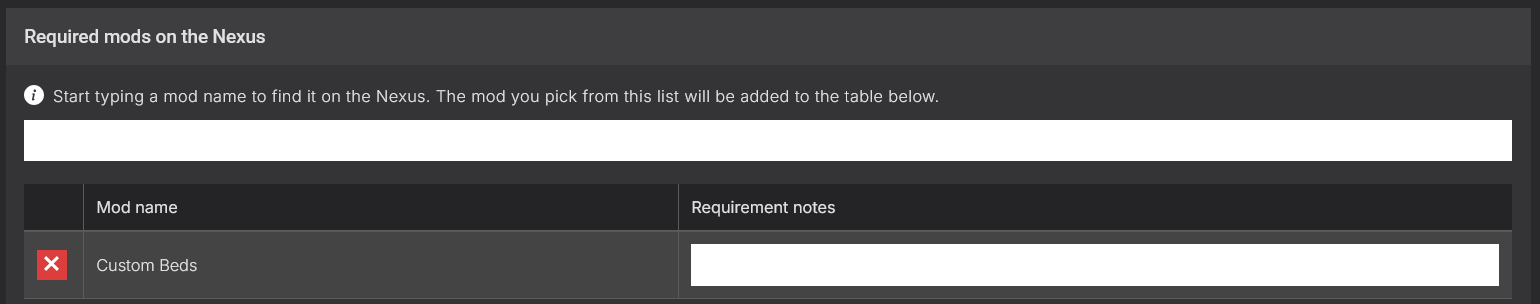 Required mods on the Nexus
i Start typing a mod name to find it on the Nexus. The mod you pick from this list will be added to the table below.
Mod name Requirement notes
Custom Beds